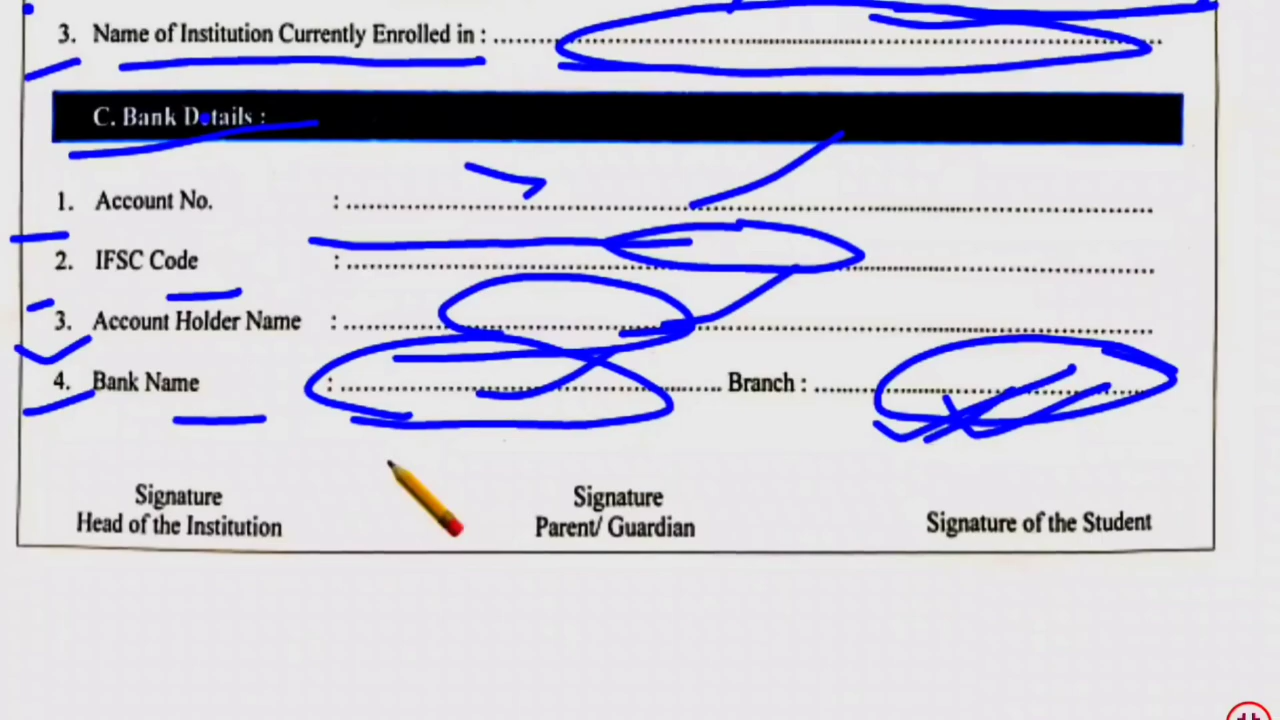 3. Name of Institution Currently Enrolled in : ............................................................
C. Bank Details :
1. Account No. : ............................................................
2. IFSC Code : ............................................................
3. Account Holder Name : ............................................................
4. Bank Name : ........................................ Branch : ........................................
Signature
Head of the Institution
Signature
Parent/ Guardian
Signature of the Student